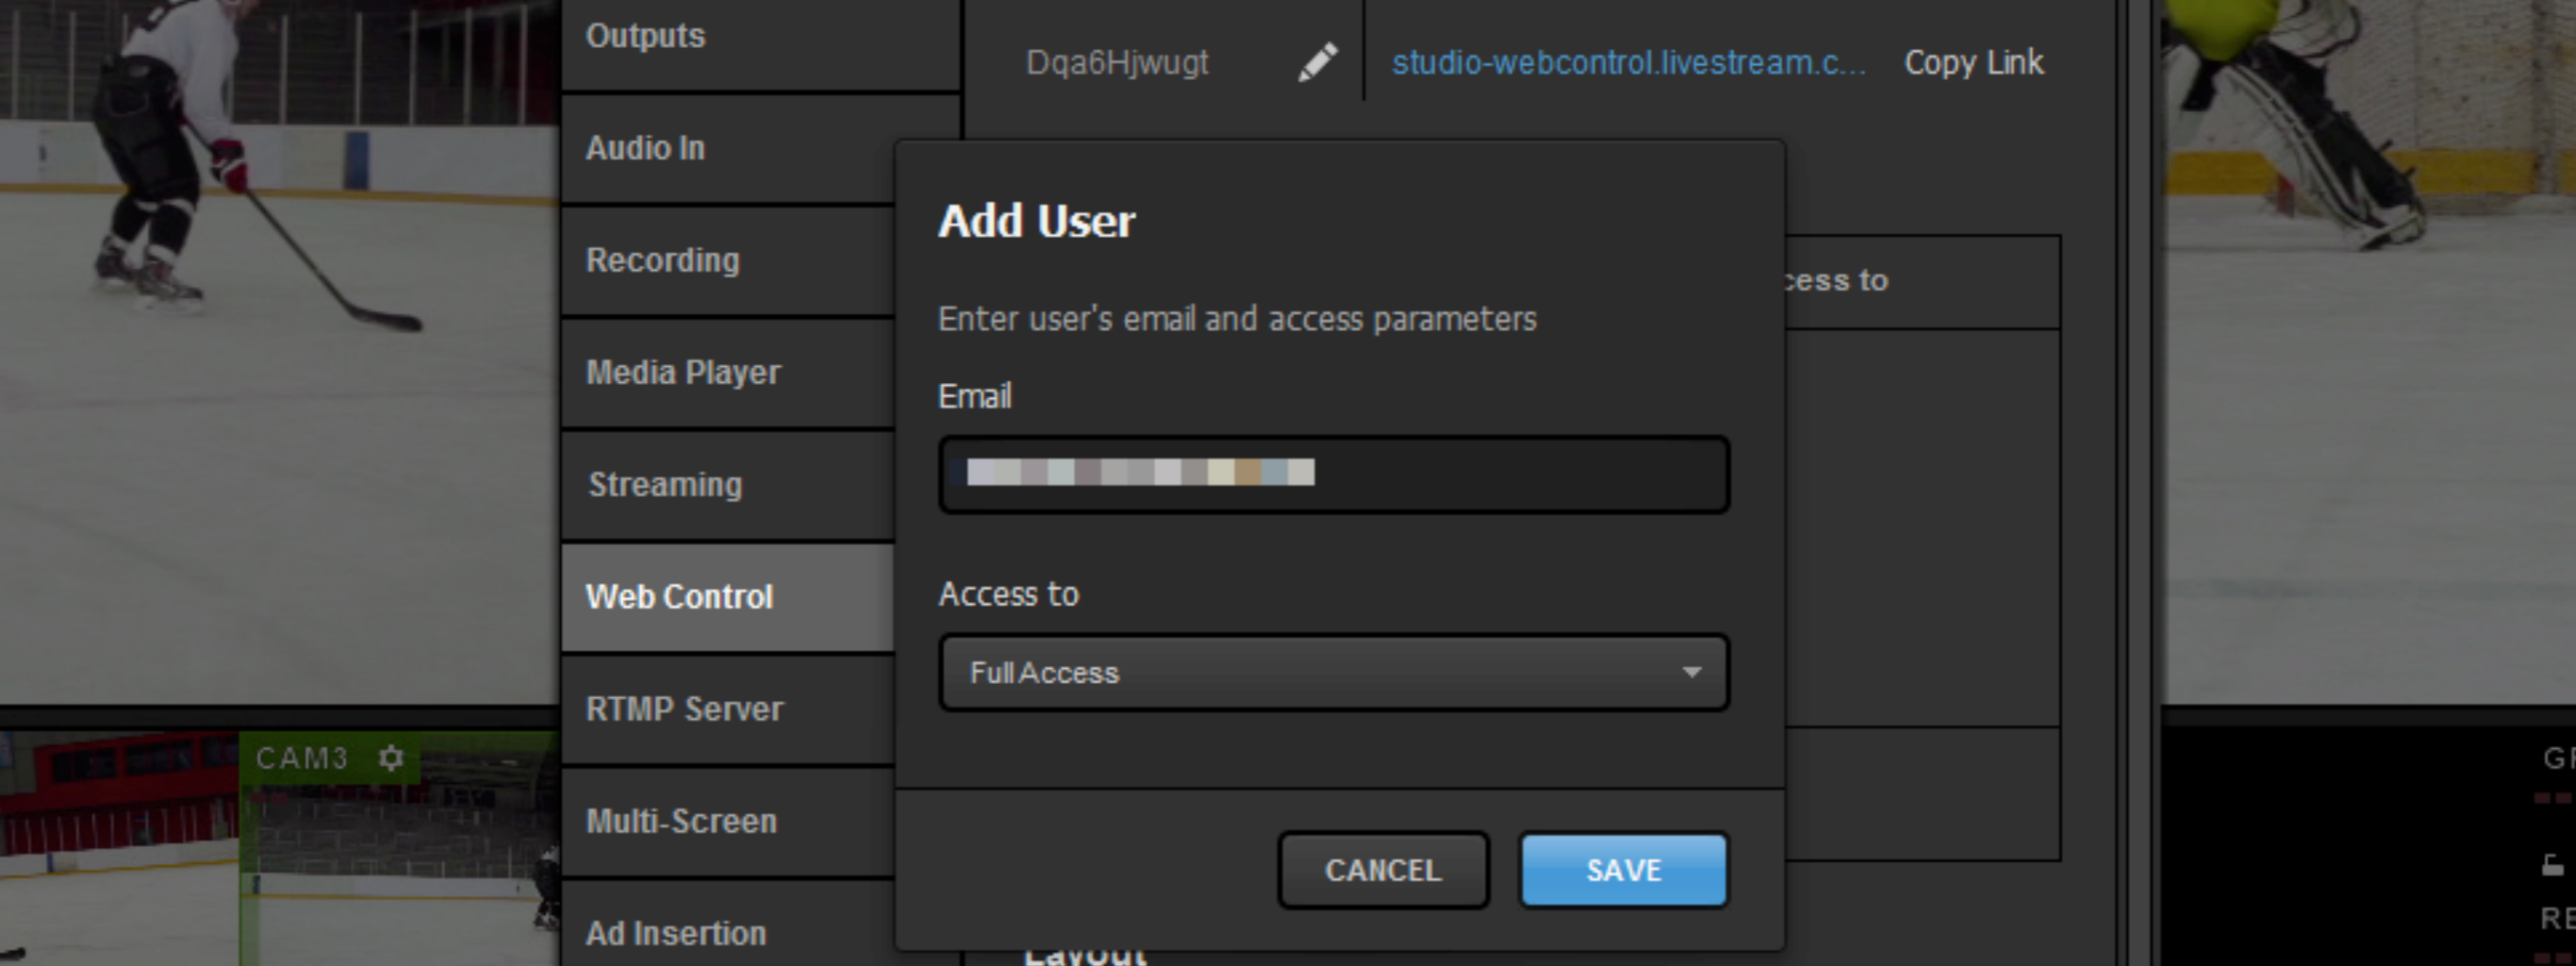 Outputs
Audio In
Recording
Media Player
Streaming
Web Control
RTMP Server
Multi-Screen
Ad Insertion
Dqa6Hjwugt
studio-webcontrol.livestream.c...
Copy Link
Add User
Enter user's email and access parameters
Email
Access to
Full Access
CANCEL
SAVE
to
Layout
CAM3